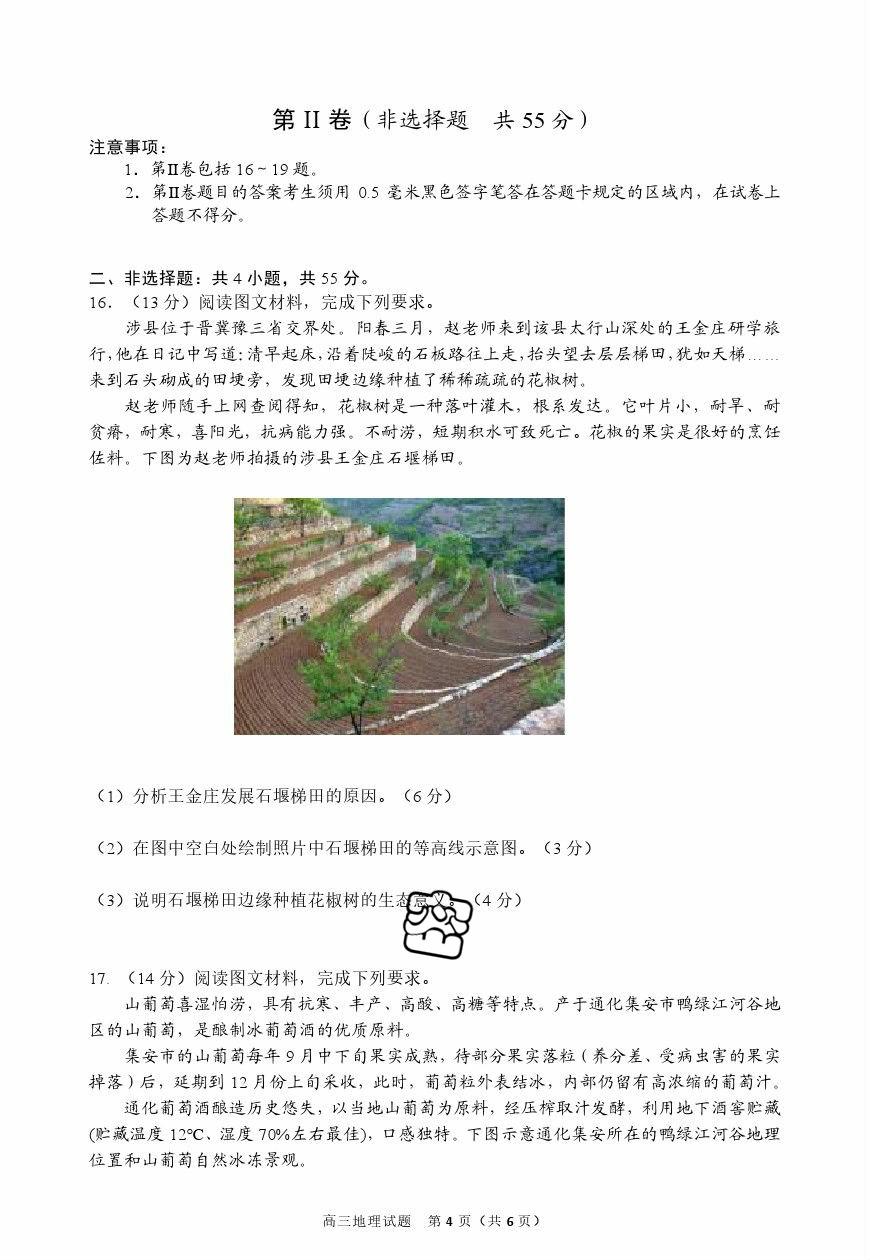 第 II 卷（非选择题　共 55 分）
注意事项：
1．第Ⅱ卷包括 16～19 题。
2．第Ⅱ卷题目的答案考生须用 0.5 毫米黑色签字笔答在答题卡规定的区域内，在试卷上
答题不得分。
二、非选择题：共 4 小题，共 55 分。
16．（13 分）阅读图文材料，完成下列要求。
涉县位于晋冀豫三省交界处。阳春三月，赵老师来到该县太行山深处的王金庄研学旅
行，他在日记中写道：清早起床，沿着陡峻的石板路往上走，抬头望去层层梯田，犹如天梯……
来到石头砌成的田埂旁，发现田埂边缘种植了稀稀疏疏的花椒树。
赵老师随手上网查阅得知，花椒树是一种落叶灌木，根系发达。它叶片小，耐旱、耐
贫瘠，耐寒，喜阳光，抗病能力强。不耐涝，短期积水可致死亡。花椒的果实是很好的烹饪
佐料。下图为赵老师拍摄的涉县王金庄石堰梯田。
（1）分析王金庄发展石堰梯田的原因。（6 分）
（2）在图中空白处绘制照片中石堰梯田的等高线示意图。（3 分）
（3）说明石堰梯田边缘种植花椒树的生态意义。（4 分）
17. （14 分）阅读图文材料，完成下列要求。
山葡萄喜湿怕涝，具有抗寒、丰产、高酸、高糖等特点。产于通化集安市鸭绿江河谷地
区的山葡萄，是酿制冰葡萄酒的优质原料。
集安市的山葡萄每年 9 月中下旬果实成熟，待部分果实落粒（养分差、受病虫害的果实
掉落）后，延期到 12 月份上旬采收，此时，葡萄粒外表结冰，内部仍留有高浓缩的葡萄汁。
通化葡萄酒酿造历史悠失，以当地山葡萄为原料，经压榨取汁发酵，利用地下酒窖贮藏
(贮藏温度 12℃、湿度 70%左右最佳)，口感独特。下图示意通化集安所在的鸭绿江河谷地理
位置和山葡萄自然冰冻景观。
高三地理试题　第 4 页（共 6 页）